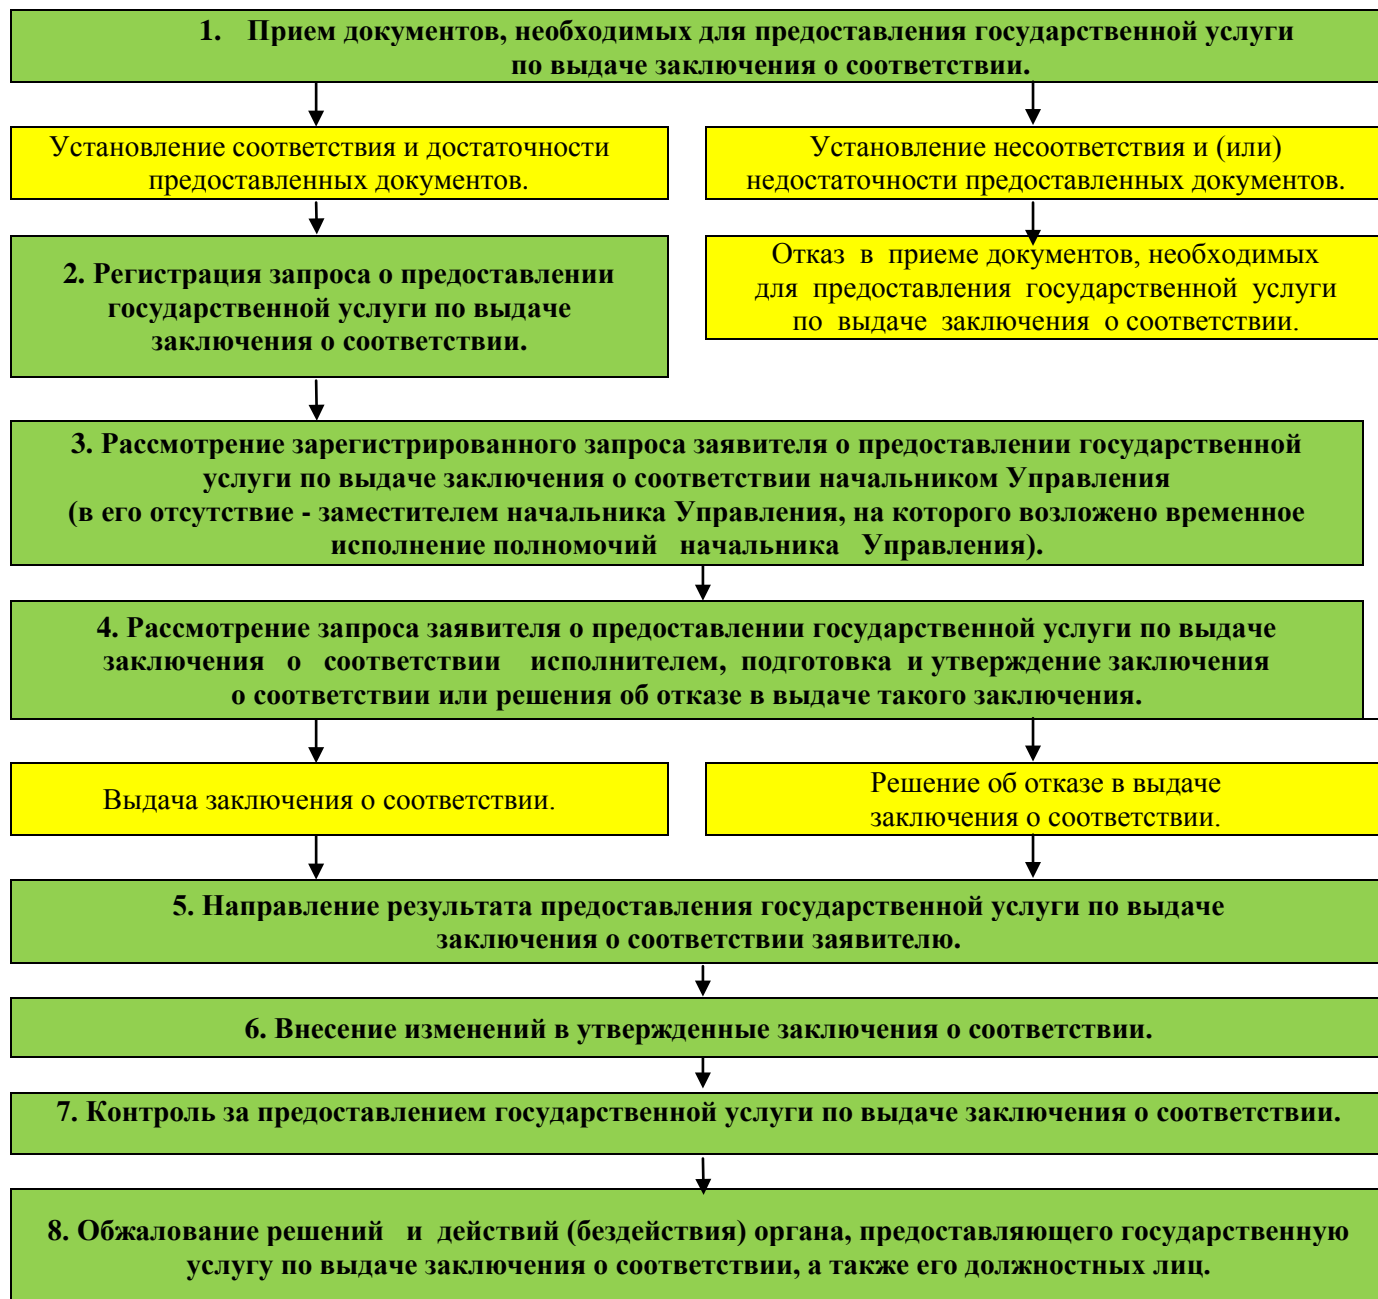 1. Прием документов, необходимых для предоставления государственной услуги
по выдаче заключения о соответствии.
Установление соответствия и достаточности
предоставленных документов.
Установление несоответствия и (или)
недостаточности предоставленных документов.
2. Регистрация запроса о предоставлении
государственной услуги по выдаче
заключения о соответствии.
Отказ в приеме документов, необходимых
для предоставления государственной услуги
по выдаче заключения о соответствии.
3. Рассмотрение зарегистрированного запроса заявителя о предоставлении государственной
услуги по выдаче заключения о соответствии начальником Управления
(в его отсутствие - заместителем начальника Управления, на которого возложено временное
исполнение полномочий начальника Управления).
4. Рассмотрение запроса заявителя о предоставлении государственной услуги по выдаче
заключения о соответствии исполнителем, подготовка и утверждение заключения
о соответствии или решения об отказе в выдаче такого заключения.
Выдача заключения о соответствии.
Решение об отказе в выдаче
заключения о соответствии.
5. Направление результата предоставления государственной услуги по выдаче
заключения о соответствии заявителю.
6. Внесение изменений в утвержденные заключения о соответствии.
7. Контроль за предоставлением государственной услуги по выдаче заключения о соответствии.
8. Обжалование решений и действий (бездействия) органа, предоставляющего государственную
услугу по выдаче заключения о соответствии, а также его должностных лиц.